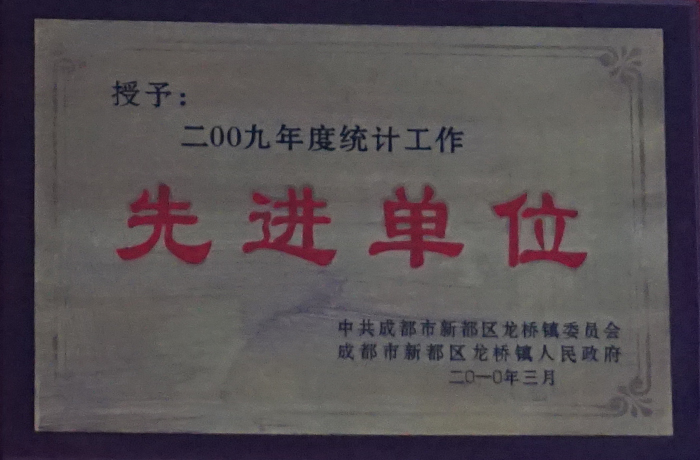 授予：
二00九年度统计工作
先进单位
中共成都市新都区龙桥镇委员会
成都市新都区龙桥镇人民政府
二〇一〇年三月